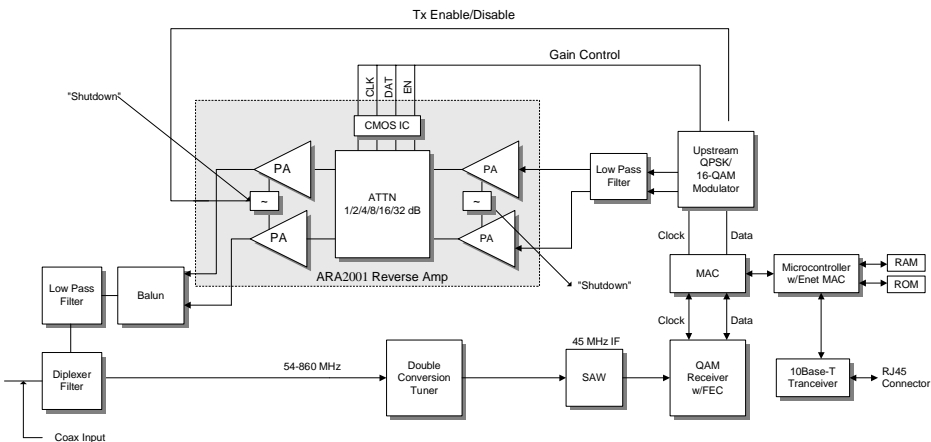 Tx Enable/Disable
Gain Control
"Shutdown"
CLK
DAT
EN
CMOS IC
PA
PA
ATTN
1/2/4/8/16/32 dB
~
~
PA
PA
ARA2001 Reverse Amp
"Shutdown"
Low Pass
Filter
Upstream
QPSK/
16-QAM
Modulator
Clock
Data
MAC
Microcontroller
w/Enet MAC
RAM
ROM
Low Pass
Filter
Balun
Clock
Data
Diplexer
Filter
54-860 MHz
Double
Conversion
Tuner
45 MHz IF
SAW
QAM
Receiver
w/FEC
10Base-T
Tranceiver
RJ45
Connector
Coax Input